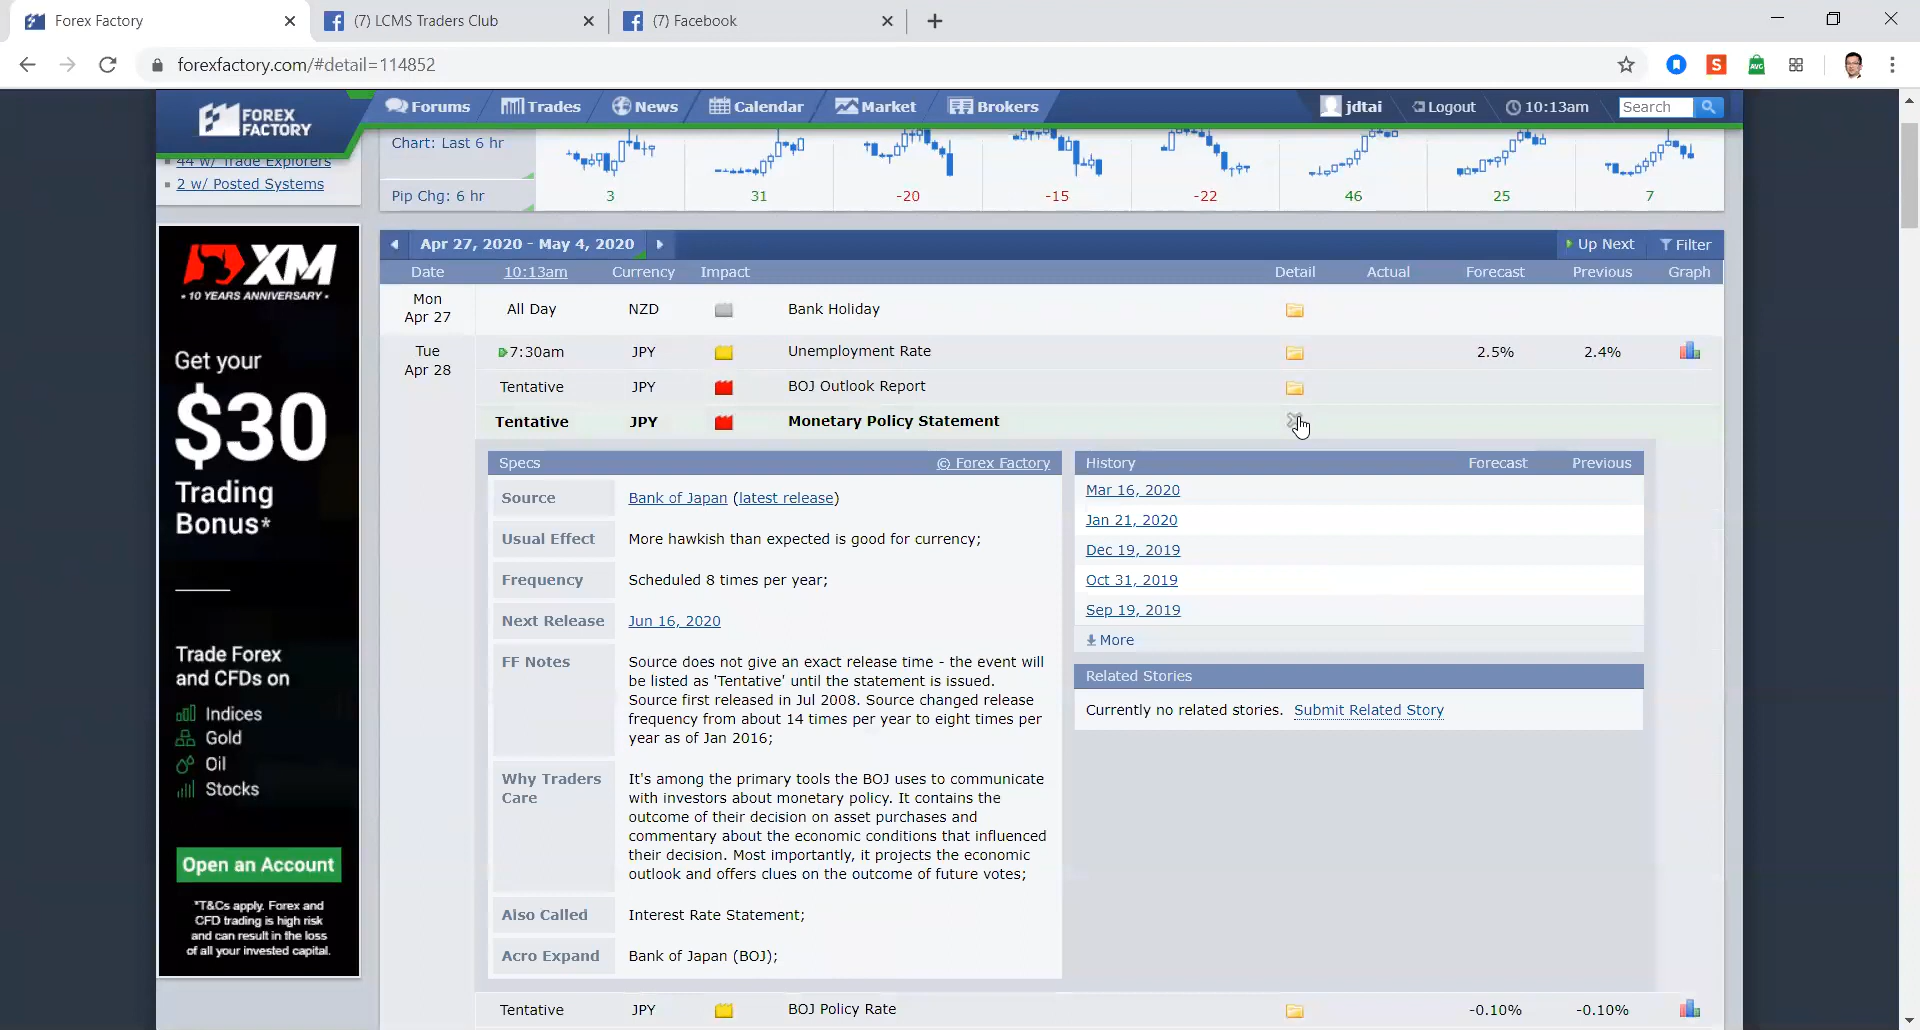 Forex Factory
(7) LCMS Traders Club
(7) Facebook
forexfactory.com/#detail=114852
FOREX FACTORY
Forums
Trades
News
Calendar
Market
Brokers
jdtai
Logout
10:13am
Search
44 w/ Trade Explorers
2 w/ Posted Systems
Chart: Last 6 hr
Pip Chg: 6 hr 3 31 -20 -15 -22 46 25 7
XM
• 10 YEARS ANNIVERSARY •
Get your
$30
Trading
Bonus*
Trade Forex
and CFDs on
Indices
Gold
Oil
Stocks
Open an Account
*T&Cs apply. Forex and
CFD trading is high risk
and can result in the loss
of all your invested capital.
Apr 27, 2020 - May 4, 2020 Up Next Filter
Date 10:13am Currency Impact Detail Actual Forecast Previous Graph
Mon
Apr 27
All Day NZD Bank Holiday
Tue
Apr 28
7:30am JPY Unemployment Rate 2.5% 2.4%
Tentative JPY BOJ Outlook Report
Tentative JPY Monetary Policy Statement
Specs © Forex Factory
Source Bank of Japan (latest release)
Usual Effect More hawkish than expected is good for currency;
Frequency Scheduled 8 times per year;
Next Release Jun 16, 2020
FF Notes Source does not give an exact release time - the event will
be listed as 'Tentative' until the statement is issued.
Source first released in Jul 2008. Source changed release
frequency from about 14 times per year to eight times per
year as of Jan 2016;
Why Traders
Care
It's among the primary tools the BOJ uses to communicate
with investors about monetary policy. It contains the
outcome of their decision on asset purchases and
commentary about the economic conditions that influenced
their decision. Most importantly, it projects the economic
outlook and offers clues on the outcome of future votes;
Also Called Interest Rate Statement;
Acro Expand Bank of Japan (BOJ);
History Forecast Previous
Mar 16, 2020
Jan 21, 2020
Dec 19, 2019
Oct 31, 2019
Sep 19, 2019
More
Related Stories
Currently no related stories. Submit Related Story
Tentative JPY BOJ Policy Rate -0.10% -0.10%
S
AVG